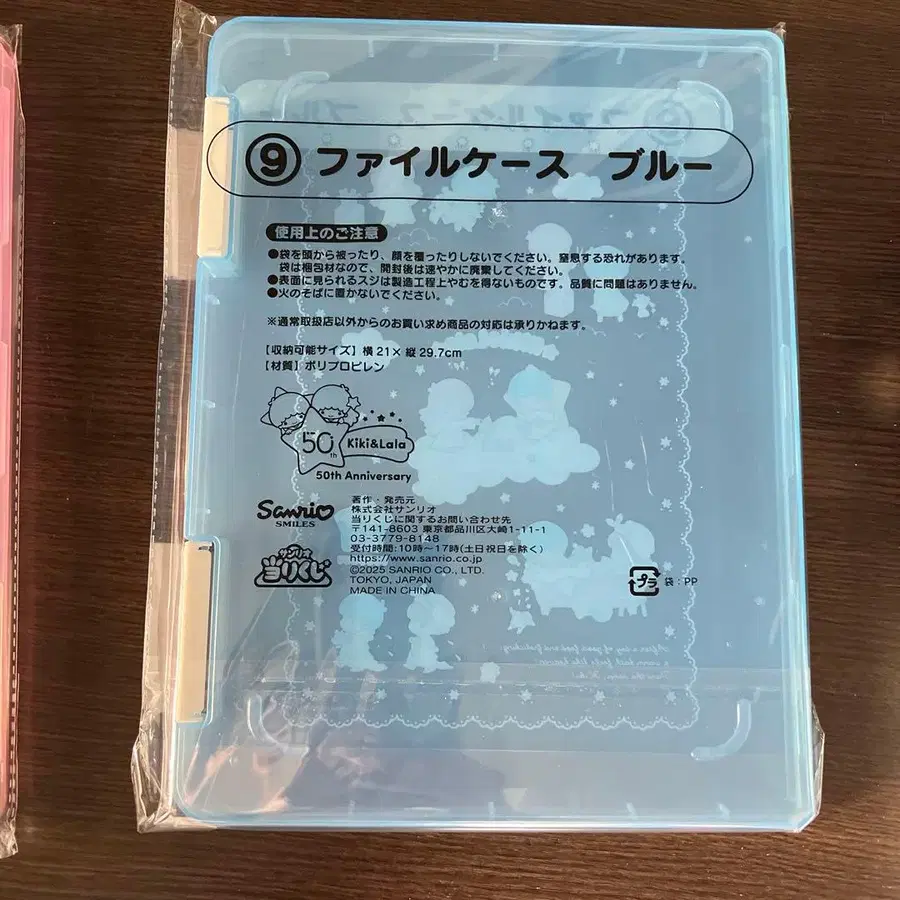 ⑨ファイルケース ブルー
使用上のご注意
●袋を頭から被ったり、顔を覆ったりしないでください。窒息する恐れがあります。
袋は梱包材なので、開封後は速やかに廃棄してください。
●表面に見られるスジは製造工程上やむを得ないものです。品質に問題はありません。
●火のそばに置かないでください。
※通常取扱店以外からのお買い求め商品の対応は承りかねます。
【収納可能サイズ】横21×縦29.7cm
【材質】ポリプロピレン
50th Kiki&Lala
50th Anniversary
Sanrio
SMILES
サンリオ
当りくじ
著作・発売元
株式会社サンリオ
当りくじに関するお問い合わせ先
〒141-8603 東京都品川区大崎1-11-1
03-3779-8148
受付時間:10時〜17時(土日祝日を除く)
https://www.sanrio.co.jp
©2025 SANRIO CO., LTD.
TOKYO, JAPAN
MADE IN CHINA
プラ 袋:PP